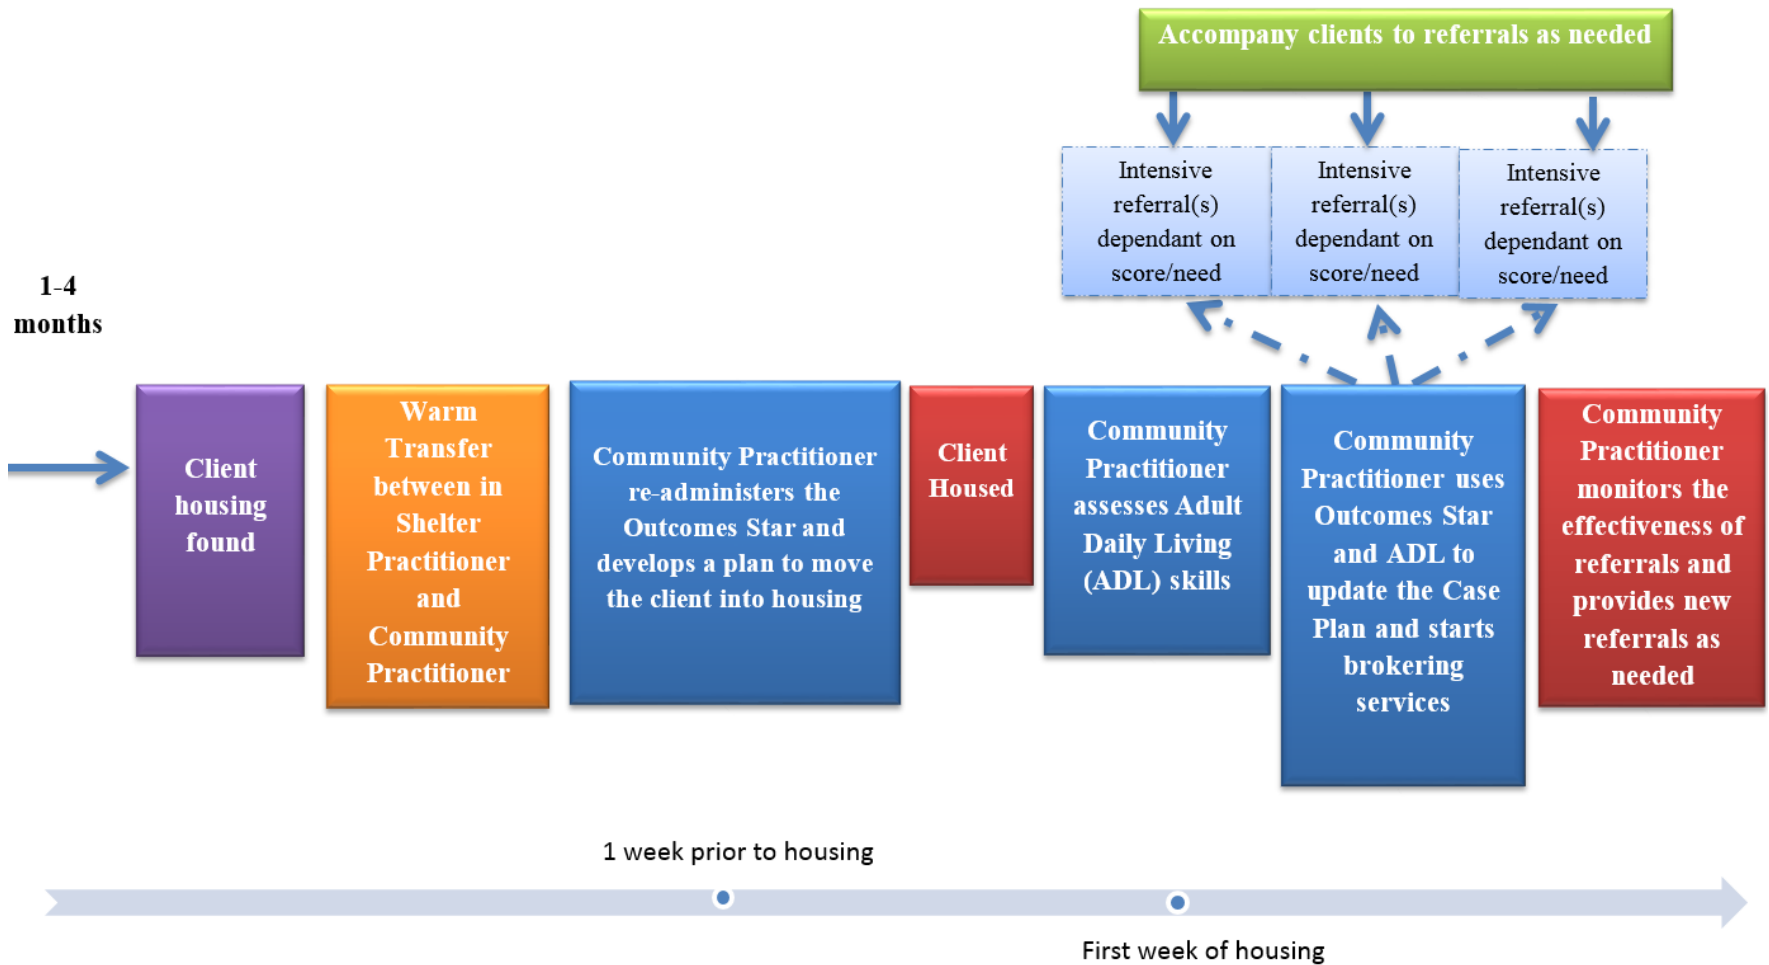 Accompany clients to referrals as needed
Intensive
referral(s)
dependant on
score/need
Intensive
referral(s)
dependant on
score/need
Intensive
referral(s)
dependant on
score/need
1-4
months
Client
housing
found
Warm
Transfer
between in
Shelter
Practitioner
and
Community
Practitioner
Community Practitioner
re-administers the
Outcomes Star and
develops a plan to move
the client into housing
Client
Housed
Community
Practitioner
assesses Adult
Daily Living
(ADL) skills
Community
Practitioner uses
Outcomes Star
and ADL to
update the Case
Plan and starts
brokering
services
Community
Practitioner
monitors the
effectiveness of
referrals and
provides new
referrals as
needed
1 week prior to housing
First week of housing